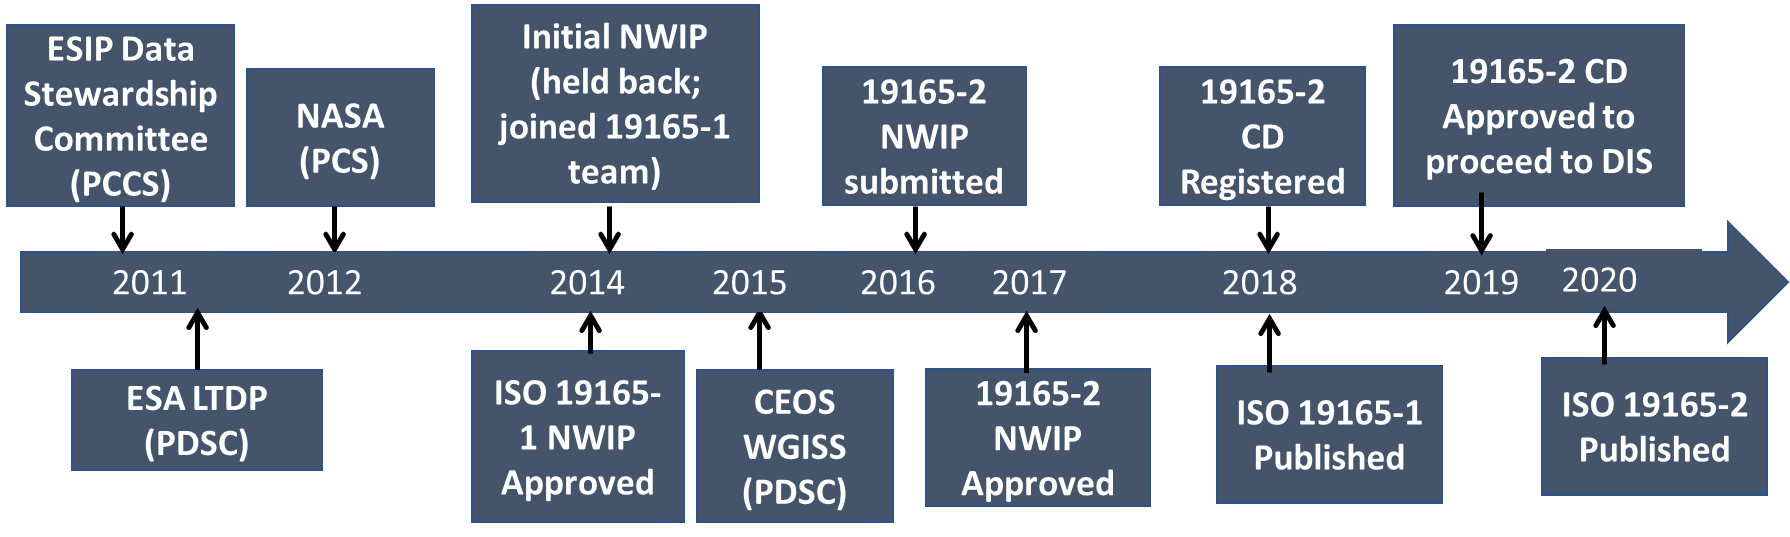 ESIP Data
Stewardship
Committee
(PCCS)
NASA
(PCS)
Initial NWIP
(held back;
joined 19165-1
team)
19165-2
NWIP
submitted
19165-2
CD
Registered
19165-2 CD
Approved to
proceed to DIS
2011
2012
2014
2015
2016
2017
2018
2019
2020
ESA LTDP
(PDSC)
ISO 19165-
1 NWIP
Approved
CEOS
WGISS
(PDSC)
19165-2
NWIP
Approved
ISO 19165-1
Published
ISO 19165-2
Published